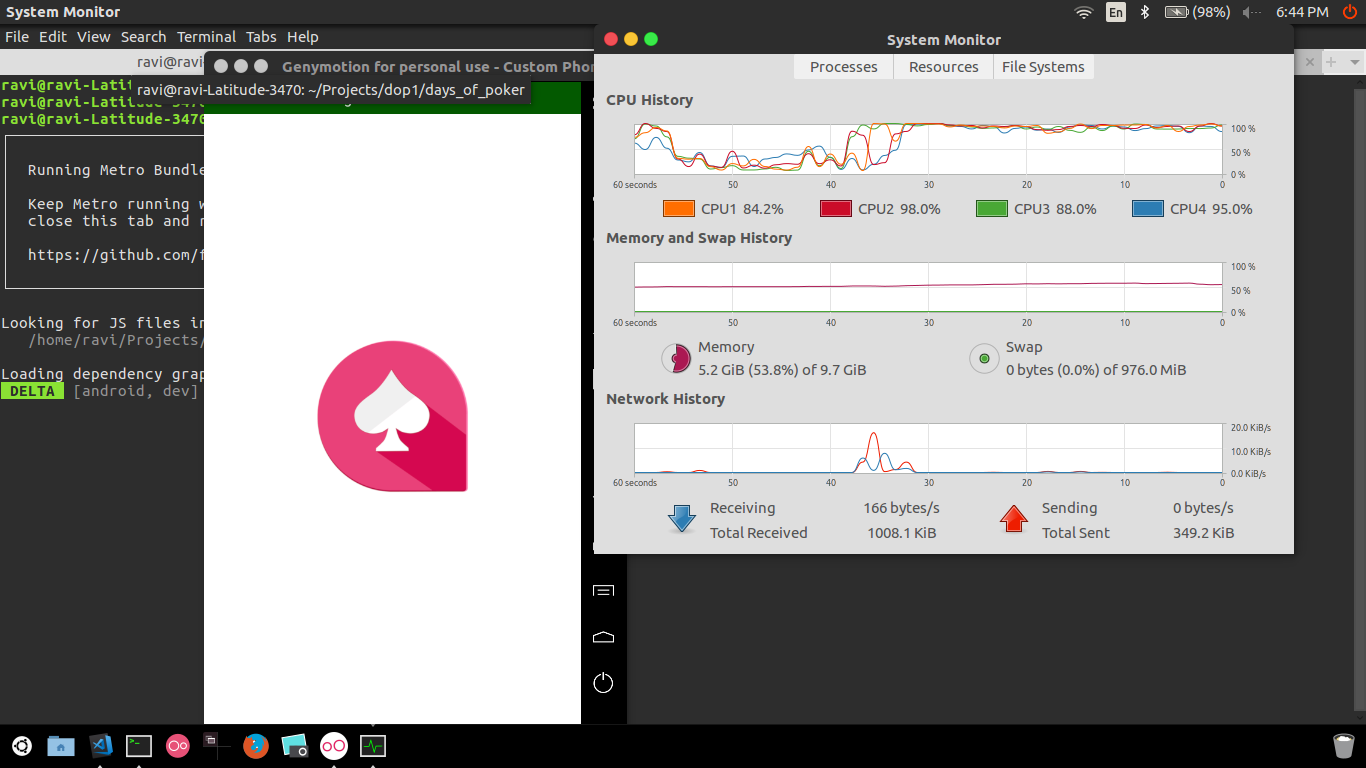 System Monitor
En
(98%)
6:44 PM
File Edit View Search Terminal Tabs Help
ravi@ravi-
Genymotion for personal use - Custom Phon
ravi@ravi-Latitude-3470: ~/Projects/dop1/days_of_poker
ravi@ravi-Lati
ravi@ravi-Latitude-3470
ravi@ravi-Latitude-3470
Running Metro Bundle
Keep Metro running w
close this tab and r
https://github.com/f
Looking for JS files in
/home/ravi/Projects/
Loading dependency grap
DELTA [android, dev]
System Monitor
Processes Resources File Systems
CPU History
100 %
50 %
0 %
60 seconds 50 40 30 20 10 0
CPU1 84.2% CPU2 98.0% CPU3 88.0% CPU4 95.0%
Memory and Swap History
100 %
50 %
0 %
60 seconds 50 40 30 20 10 0
Memory
5.2 GiB (53.8%) of 9.7 GiB
Swap
0 bytes (0.0%) of 976.0 MiB
Network History
20.0 KiB/s
10.0 KiB/s
0.0 KiB/s
60 seconds 50 40 30 20 10 0
Receiving 166 bytes/s
Total Received 1008.1 KiB
Sending 0 bytes/s
Total Sent 349.2 KiB